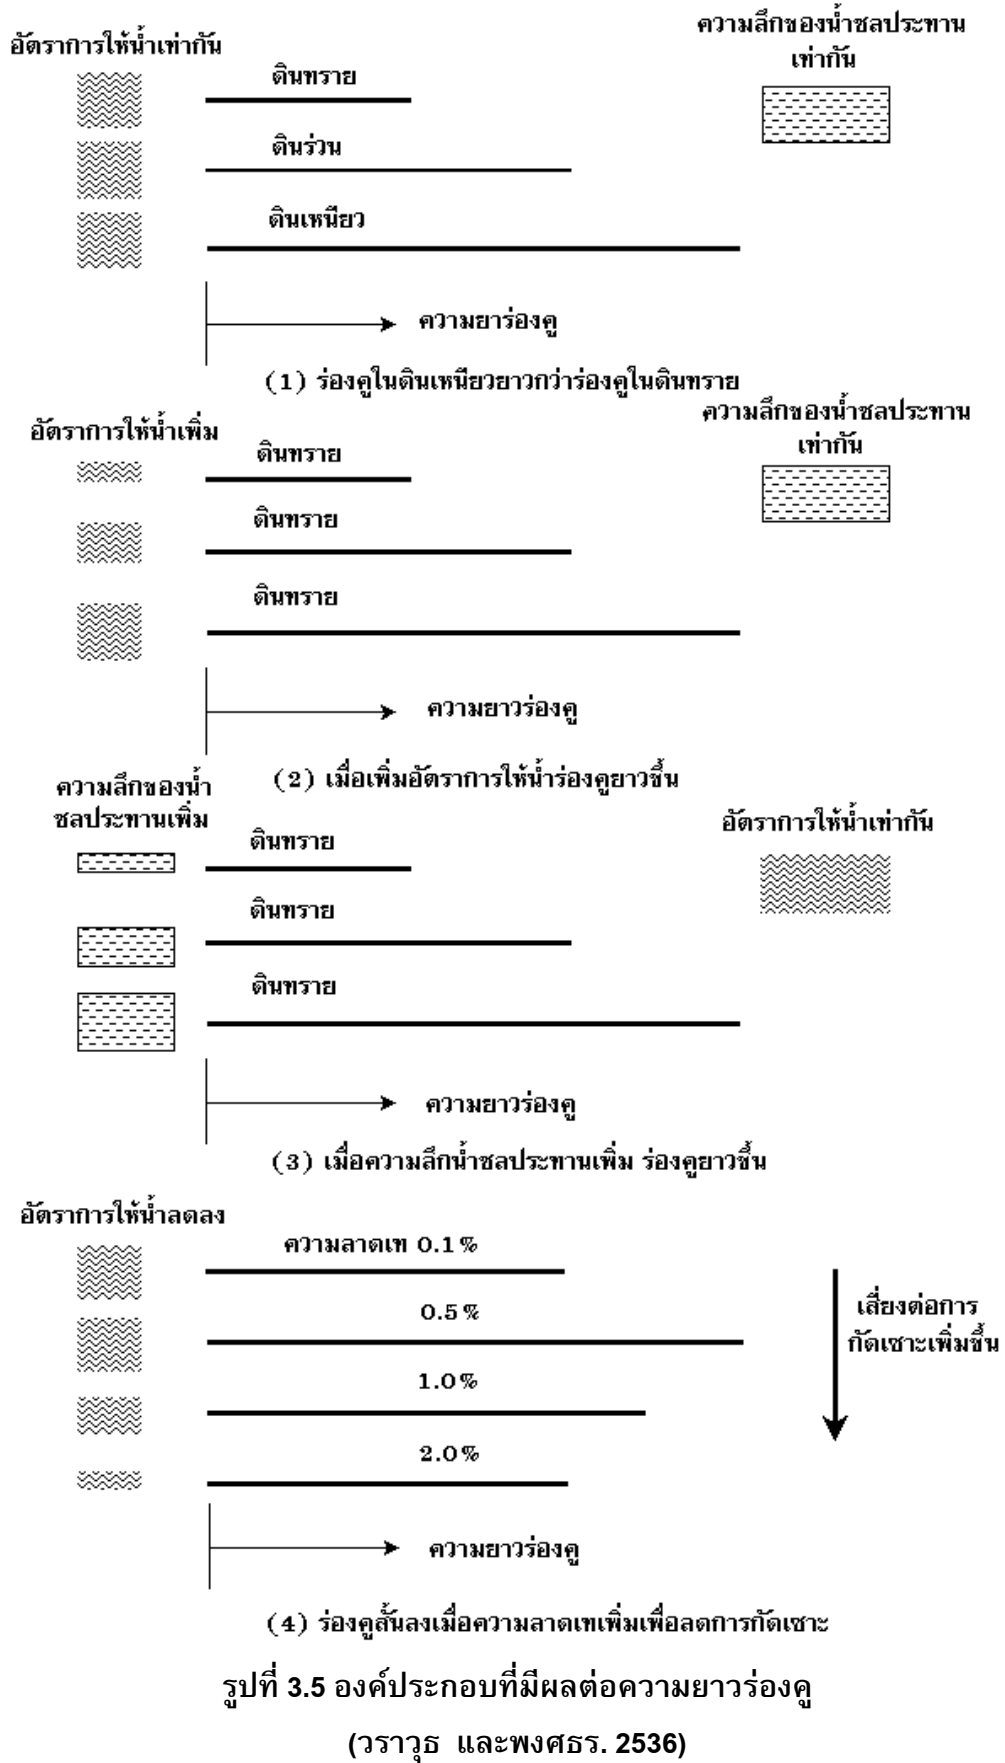 อัตราการให้น้ำเท่ากัน
ความลึกของน้ำชลประทาน
เท่ากัน
ดินทราย
ดินร่วน
ดินเหนียว
ความยาร่องคู
(1) ร่องคูในดินเหนียวยาวกว่าร่องคูในดินทราย
อัตราการให้น้ำเพิ่ม
ความลึกของน้ำชลประทาน
เท่ากัน
ดินทราย
ดินทราย
ดินทราย
ความยาวร่องคู
(2) เมื่อเพิ่มอัตราการให้น้ำร่องคูยาวขึ้น
ความลึกของน้ำ
ชลประทานเพิ่ม
อัตราการให้น้ำเท่ากัน
ดินทราย
ดินทราย
ดินทราย
ความยาวร่องคู
(3) เมื่อความลึกน้ำชลประทานเพิ่ม ร่องคูยาวขึ้น
อัตราการให้น้ำลดลง
ความลาดเท 0.1%
0.5%
1.0%
2.0%
เสี่ยงต่อการ
กัดเซาะเพิ่มขึ้น
ความยาวร่องคู
(4) ร่องคูสั้นลงเมื่อความลาดเทเพิ่มเพื่อลดการกัดเซาะ
รูปที่ 3.5 องค์ประกอบที่มีผลต่อความยาวร่องคู
(วราวุธ และพงศธร. 2536)